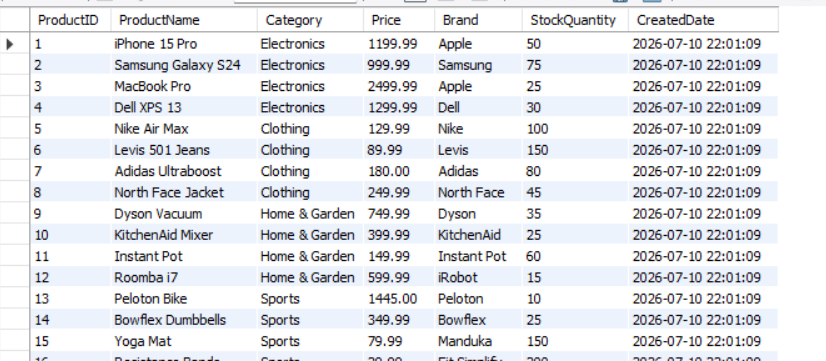 ProductID ProductName Category Price Brand StockQuantity CreatedDate
1 iPhone 15 Pro Electronics 1199.99 Apple 50 2026-07-10 22:01:09
2 Samsung Galaxy S24 Electronics 999.99 Samsung 75 2026-07-10 22:01:09
3 MacBook Pro Electronics 2499.99 Apple 25 2026-07-10 22:01:09
4 Dell XPS 13 Electronics 1299.99 Dell 30 2026-07-10 22:01:09
5 Nike Air Max Clothing 129.99 Nike 100 2026-07-10 22:01:09
6 Levis 501 Jeans Clothing 89.99 Levis 150 2026-07-10 22:01:09
7 Adidas Ultraboost Clothing 180.00 Adidas 80 2026-07-10 22:01:09
8 North Face Jacket Clothing 249.99 North Face 45 2026-07-10 22:01:09
9 Dyson Vacuum Home & Garden 749.99 Dyson 35 2026-07-10 22:01:09
10 KitchenAid Mixer Home & Garden 399.99 KitchenAid 25 2026-07-10 22:01:09
11 Instant Pot Home & Garden 149.99 Instant Pot 60 2026-07-10 22:01:09
12 Roomba i7 Home & Garden 599.99 iRobot 15 2026-07-10 22:01:09
13 Peloton Bike Sports 1445.00 Peloton 10 2026-07-10 22:01:09
14 Bowflex Dumbbells Sports 349.99 Bowflex 25 2026-07-10 22:01:09
15 Yoga Mat Sports 79.99 Manduka 150 2026-07-10 22:01:09